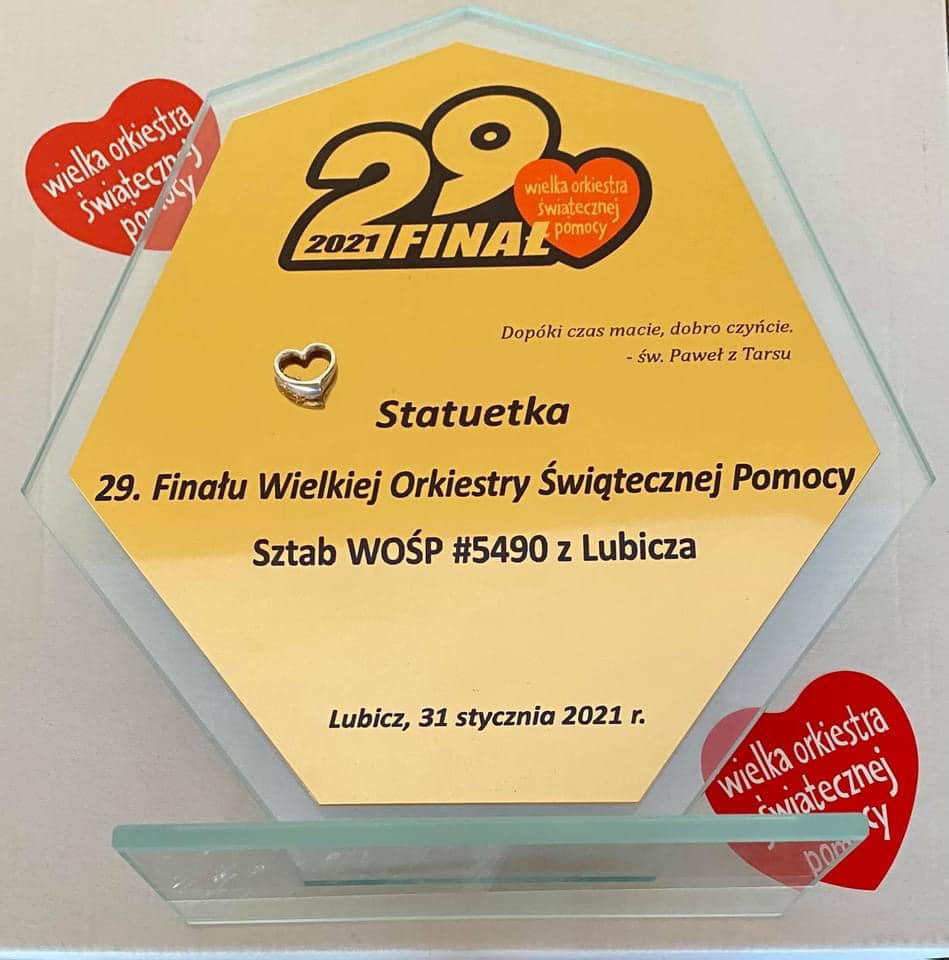 wielka orkiestra
świątecznej
pomocy
29
2021 FINAŁ
wielka orkiestra
świątecznej
pomocy
Dopóki czas macie, dobro czyńcie.
- św. Paweł z Tarsu
Statuetka
29. Finału Wielkiej Orkiestry Świątecznej Pomocy
Sztab WOŚP #5490 z Lubicza
Lubicz, 31 stycznia 2021 r.
wielka orkiestra
świątecznej
pomocy